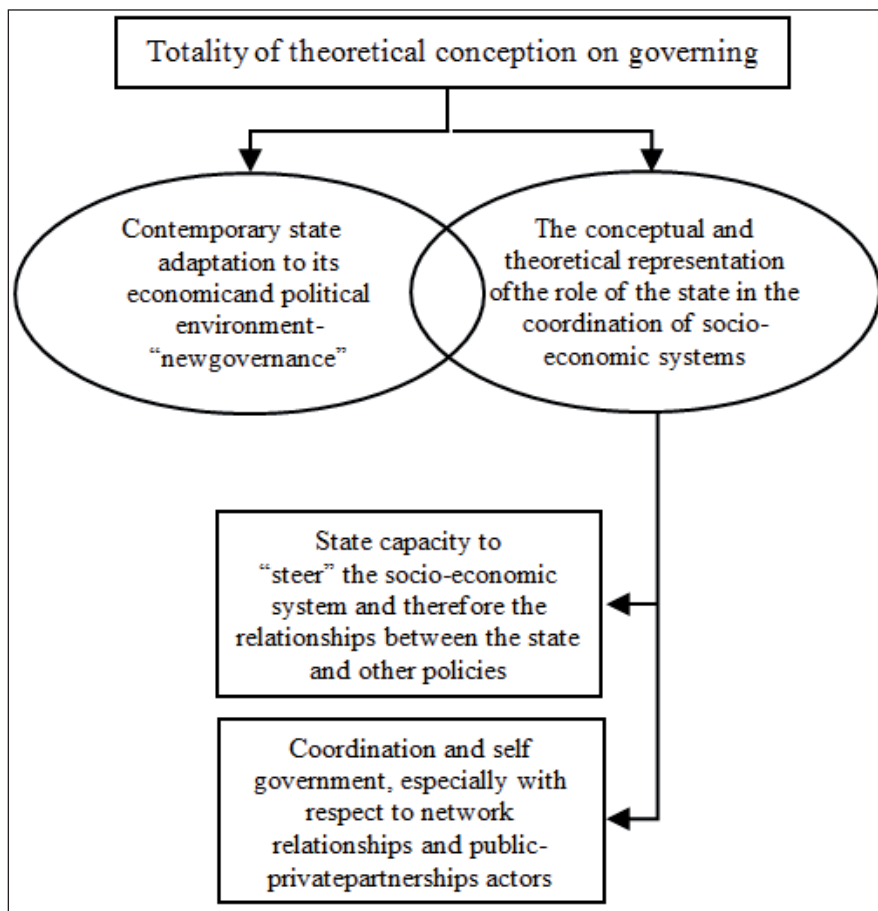 Totality of theoretical conception on governing
Contemporary state
adaptation to its
economicand political
environment-
“newgovernance”
The conceptual and
theoretical representation
ofthe role of the state in the
coordination of socio-
economic systems
State capacity to
“steer” the socio-economic
system and therefore the
relationships between the state
and other policies
Coordination and self
government, especially with
respect to network
relationships and public-
privatepartnerships actors